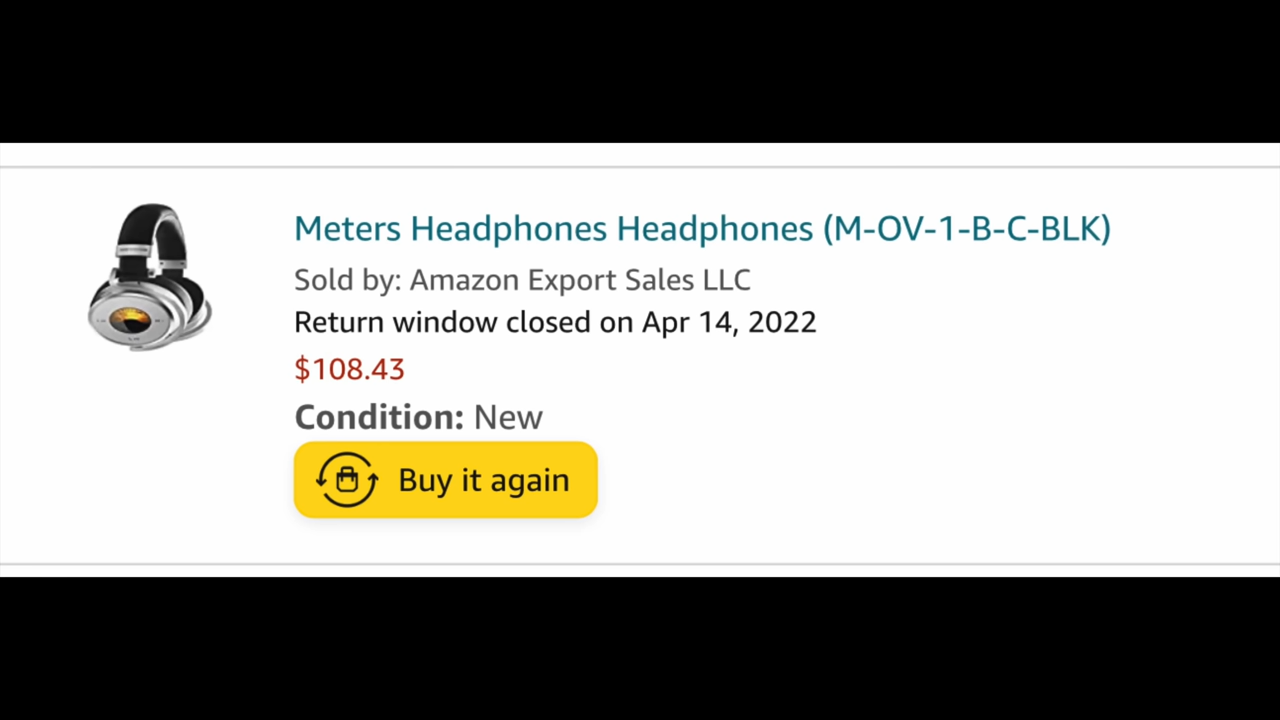 Meters Headphones Headphones (M-OV-1-B-C-BLK)
Sold by: Amazon Export Sales LLC
Return window closed on Apr 14, 2022
$108.43
Condition: New
Buy it again